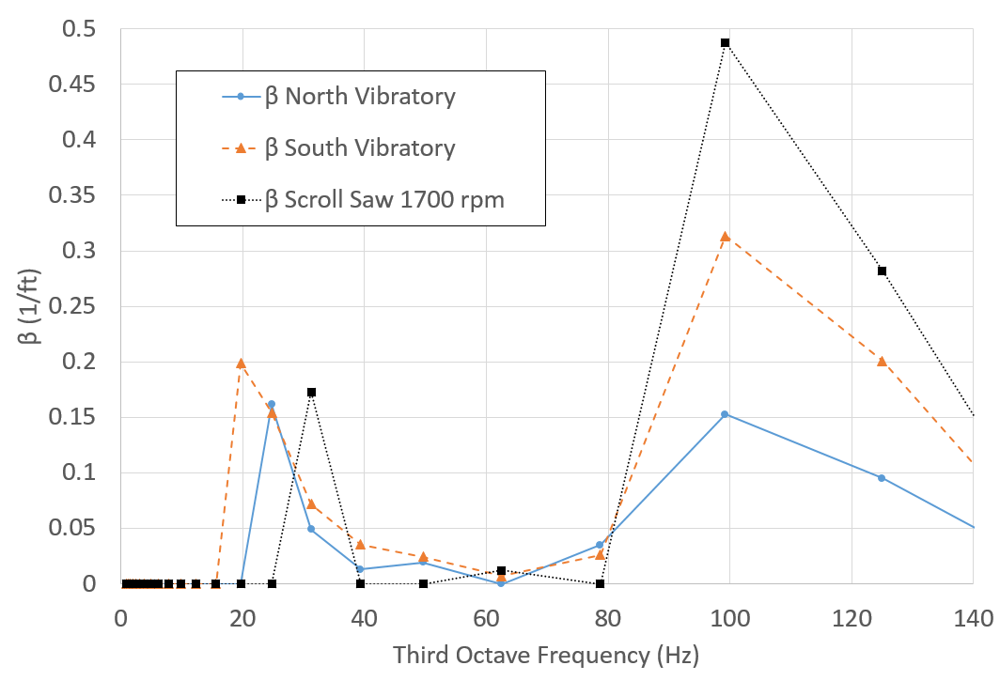 0.5
0.45
0.4
0.35
0.3
0.25
0.2
0.15
0.1
0.05
0
β (1/ft)
β North Vibratory
β South Vibratory
β Scroll Saw 1700 rpm
0 20 40 60 80 100 120 140
Third Octave Frequency (Hz)